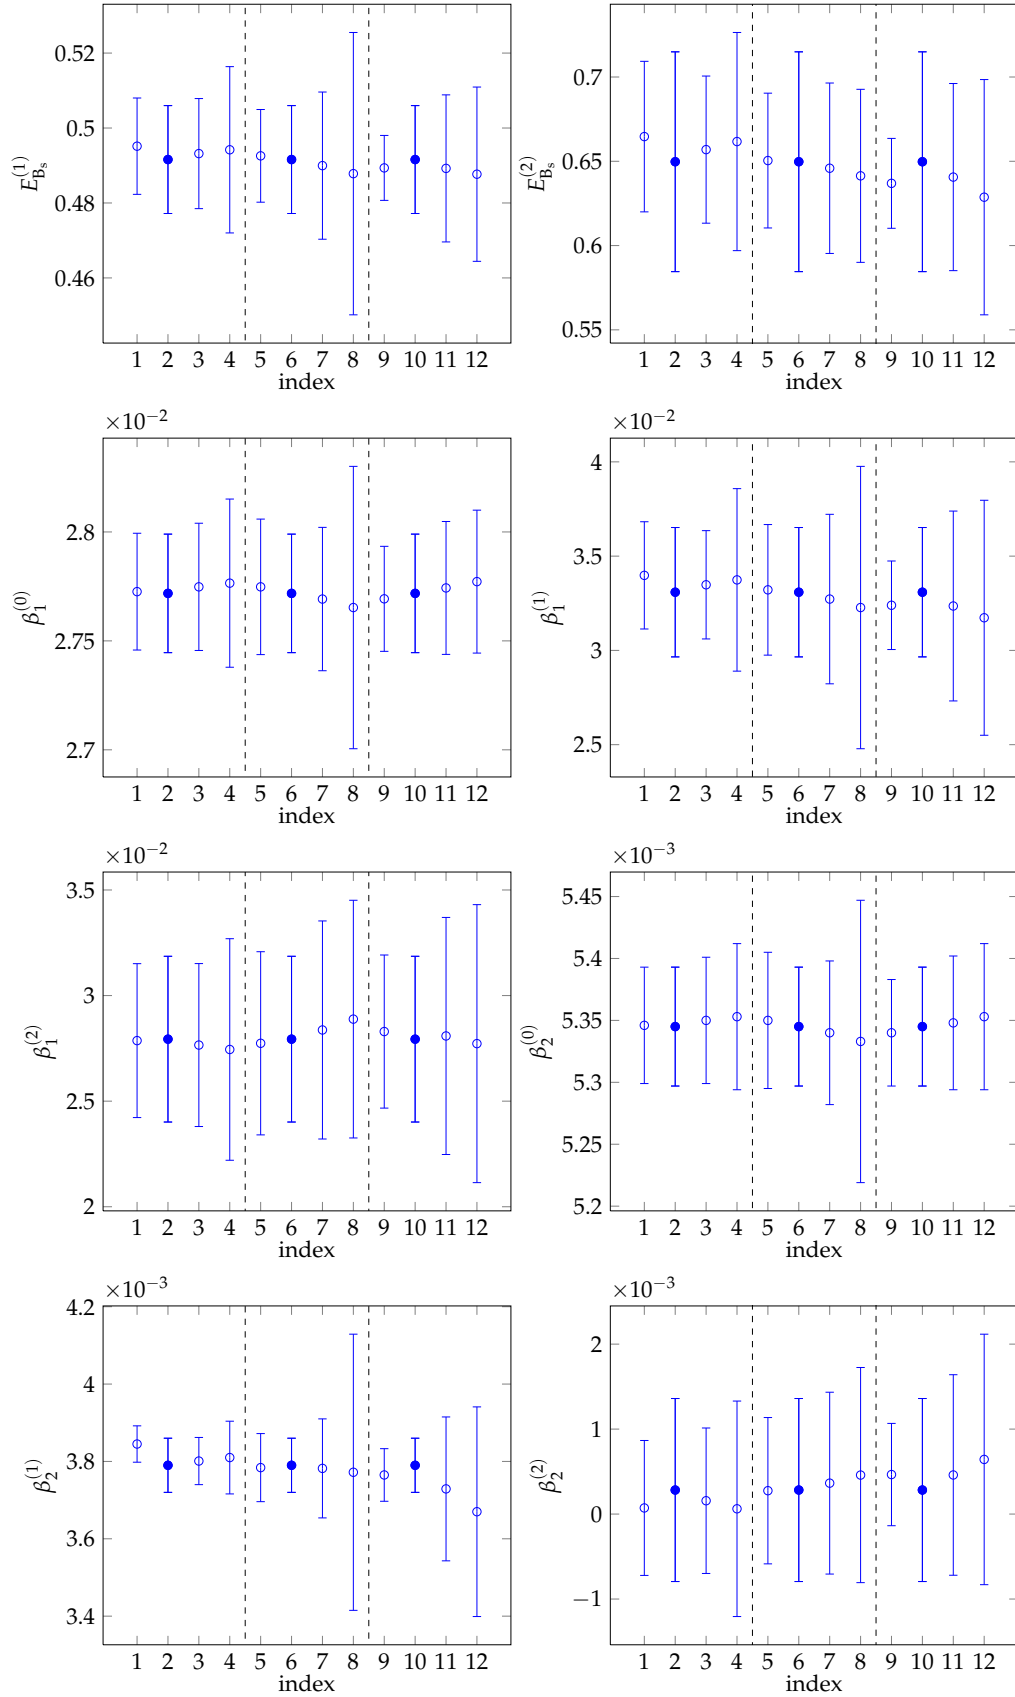 0.52
0.5
0.48
0.46
E_{B_s}^{(1)}
1 2 3 4 5 6 7 8 9 10 11 12
index
0.7
0.65
0.6
0.55
E_{B_s}^{(2)}
1 2 3 4 5 6 7 8 9 10 11 12
index
×10⁻²
2.8
2.75
2.7
β_1^{(0)}
1 2 3 4 5 6 7 8 9 10 11 12
index
×10⁻²
4
3.5
3
2.5
β_1^{(1)}
1 2 3 4 5 6 7 8 9 10 11 12
index
×10⁻²
3.5
3
2.5
2
β_1^{(2)}
1 2 3 4 5 6 7 8 9 10 11 12
index
×10⁻³
5.45
5.4
5.35
5.3
5.25
5.2
β_2^{(0)}
1 2 3 4 5 6 7 8 9 10 11 12
index
×10⁻³
4.2
4
3.8
3.6
3.4
β_2^{(1)}
1 2 3 4 5 6 7 8 9 10 11 12
index
×10⁻³
2
1
0
−1
β_2^{(2)}
1 2 3 4 5 6 7 8 9 10 11 12
index